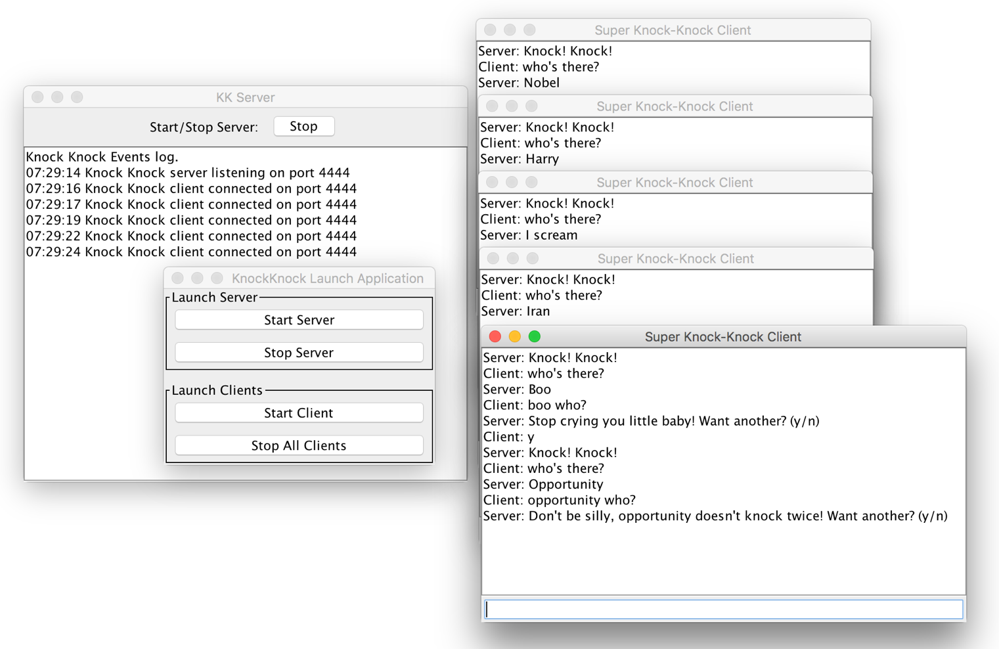 KK Server
Start/Stop Server: Stop
Knock Knock Events log.
07:29:14 Knock Knock server listening on port 4444
07:29:16 Knock Knock client connected on port 4444
07:29:17 Knock Knock client connected on port 4444
07:29:19 Knock Knock client connected on port 4444
07:29:22 Knock Knock client connected on port 4444
07:29:24 Knock Knock client connected on port 4444
KnockKnock Launch Application
Launch Server
Start Server
Stop Server
Launch Clients
Start Client
Stop All Clients
Super Knock-Knock Client
Server: Knock! Knock!
Client: who's there?
Server: Nobel
Super Knock-Knock Client
Server: Knock! Knock!
Client: who's there?
Server: Harry
Super Knock-Knock Client
Server: Knock! Knock!
Client: who's there?
Server: I scream
Super Knock-Knock Client
Server: Knock! Knock!
Client: who's there?
Server: Iran
Super Knock-Knock Client
Server: Knock! Knock!
Client: who's there?
Server: Boo
Client: boo who?
Server: Stop crying you little baby! Want another? (y/n)
Client: y
Server: Knock! Knock!
Client: who's there?
Server: Opportunity
Client: opportunity who?
Server: Don't be silly, opportunity doesn't knock twice! Want another? (y/n)